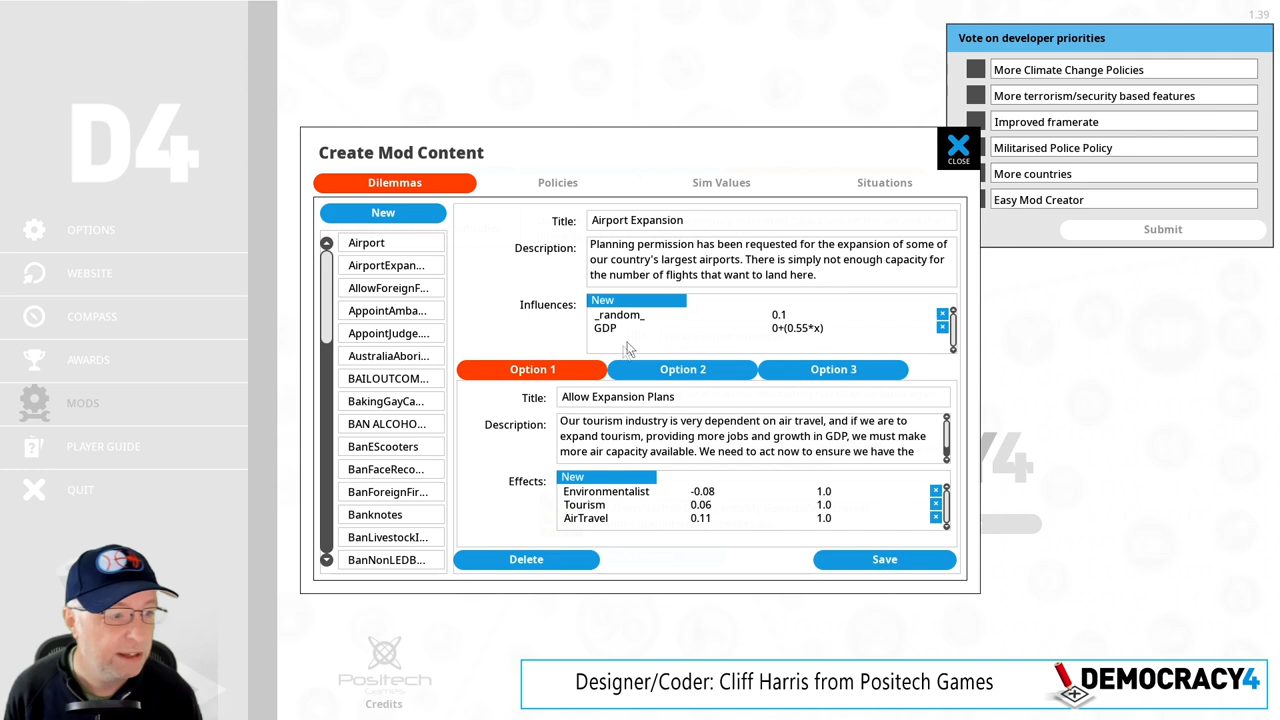 1.39
Vote on developer priorities
More Climate Change Policies
More terrorism/security based features
Improved framerate
Militarised Police Policy
More countries
Easy Mod Creator
Submit
D4
OPTIONS
WEBSITE
COMPASS
AWARDS
MODS
PLAYER GUIDE
QUIT
Create Mod Content
CLOSE
Dilemmas
Policies
Sim Values
Situations
New
Airport
AirportExpan...
AllowForeignF...
AppointAmba...
AppointJudge....
AustraliaAbori...
BAILOUTCOM...
BakingGayCa...
BAN ALCOHO...
BanEScooters
BanFaceReco...
BanForeignFir...
Banknotes
BanLivestockI...
BanNonLEDB...
Title: Airport Expansion
Description: Planning permission has been requested for the expansion of some of
our country's largest airports. There is simply not enough capacity for
the number of flights that want to land here.
Influences: New
_random_ 0.1
GDP 0+(0.55*x)
Option 1
Option 2
Option 3
Title: Allow Expansion Plans
Description: Our tourism industry is very dependent on air travel, and if we are to
expand tourism, providing more jobs and growth in GDP, we must make
more air capacity available. We need to act now to ensure we have the
Effects: New
Environmentalist -0.08 1.0
Tourism 0.06 1.0
AirTravel 0.11 1.0
Delete
Save
Positech
Games
Credits
Designer/Coder: Cliff Harris from Positech Games
DEMOCRACY4